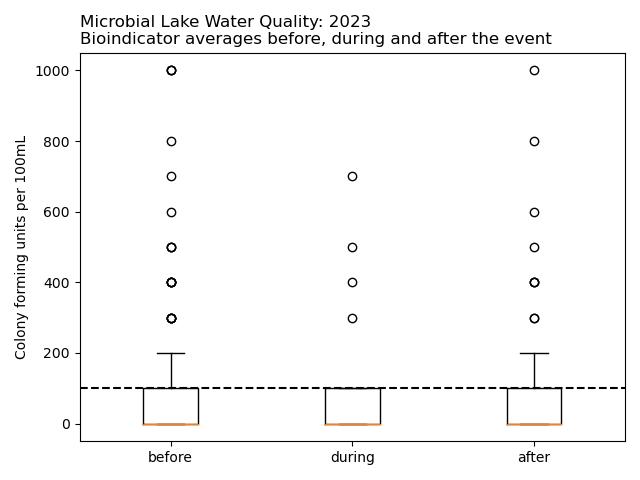 Microbial Lake Water Quality: 2023
Bioindicator averages before, during and after the event
Colony forming units per 100mL
1000
800
600
400
200
0
before during after